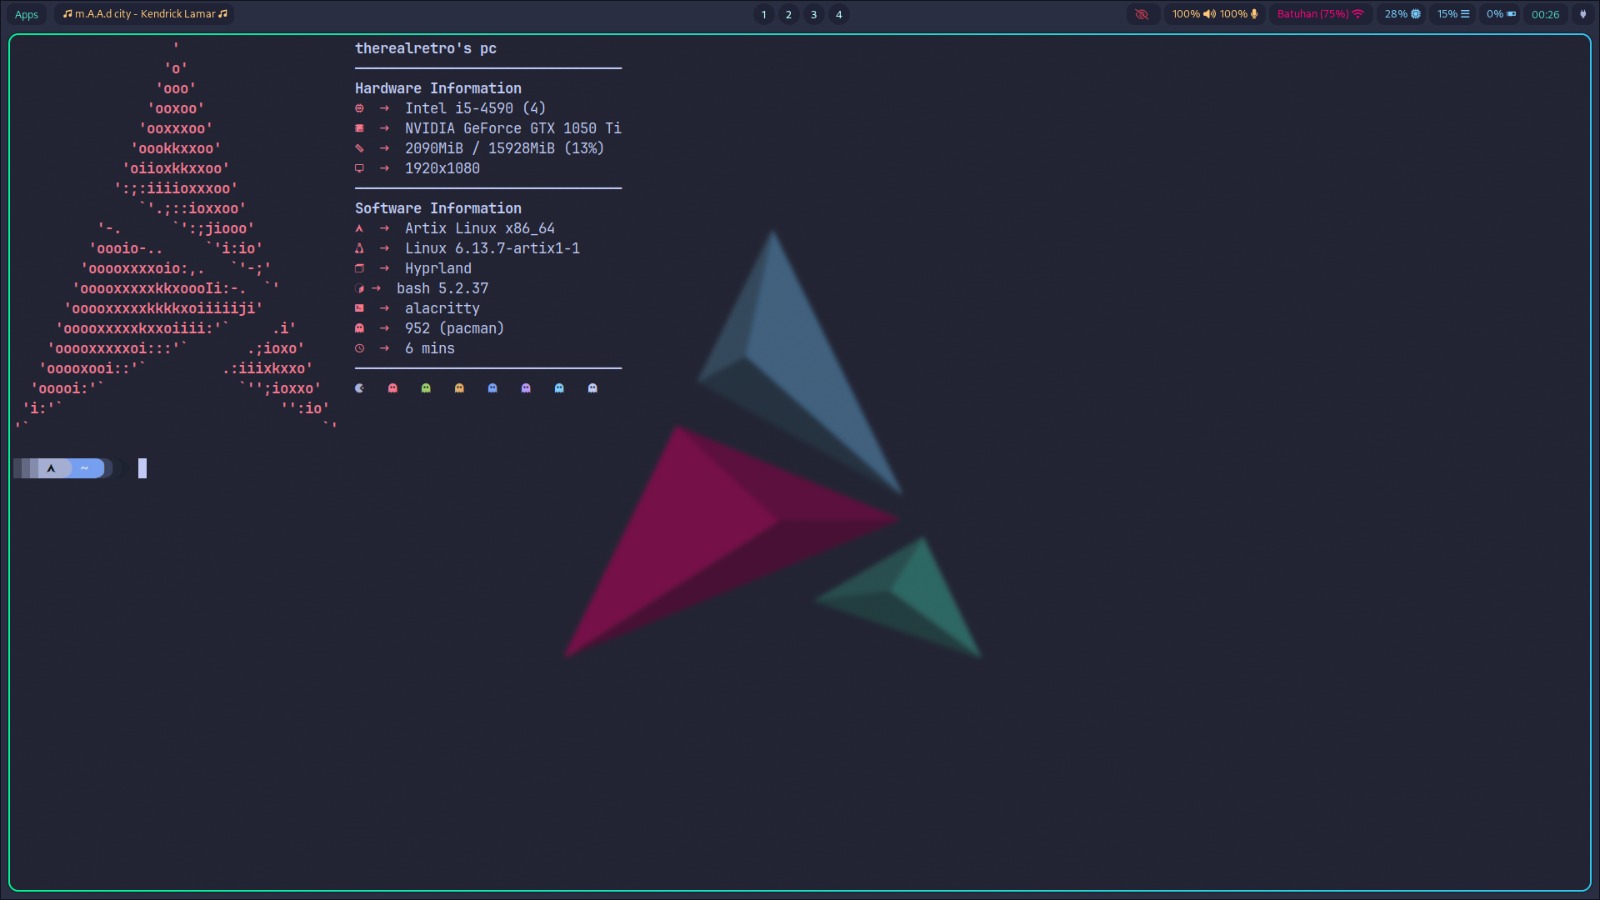 Apps
m.A.A.d city - Kendrick Lamar
1 2 3 4
100% 100%
Batuhan (75%)
28%
15%
0%
00:26
'
'o'
'ooo'
'ooxoo'
'ooxxxoo'
'oookkxxoo'
'oiioxkkxxoo'
':;:iiiioxxxoo'
`'.;::ioxxoo'
'-. `':;jiooo'
'oooio-.. `'i:io'
'ooooxxxxoio:,. `'-;'
'ooooxxxxxkkxoooIi:-. `'
'ooooxxxxxkkkkxoiiiiiji'
'ooooxxxxxkxxoiiii:'` .i'
'ooooxxxxxoi:::'` .;ioxo'
'ooooxooi::'` .:iiixkxxo'
'ooooi:'` `'';ioxxo'
'i:'` '':io'
'` `'
therealretro's pc
Hardware Information
→ Intel i5-4590 (4)
→ NVIDIA GeForce GTX 1050 Ti
→ 2090MiB / 15928MiB (13%)
→ 1920x1080
Software Information
→ Artix Linux x86_64
→ Linux 6.13.7-artix1-1
→ Hyprland
→ bash 5.2.37
→ alacritty
→ 952 (pacman)
→ 6 mins
~